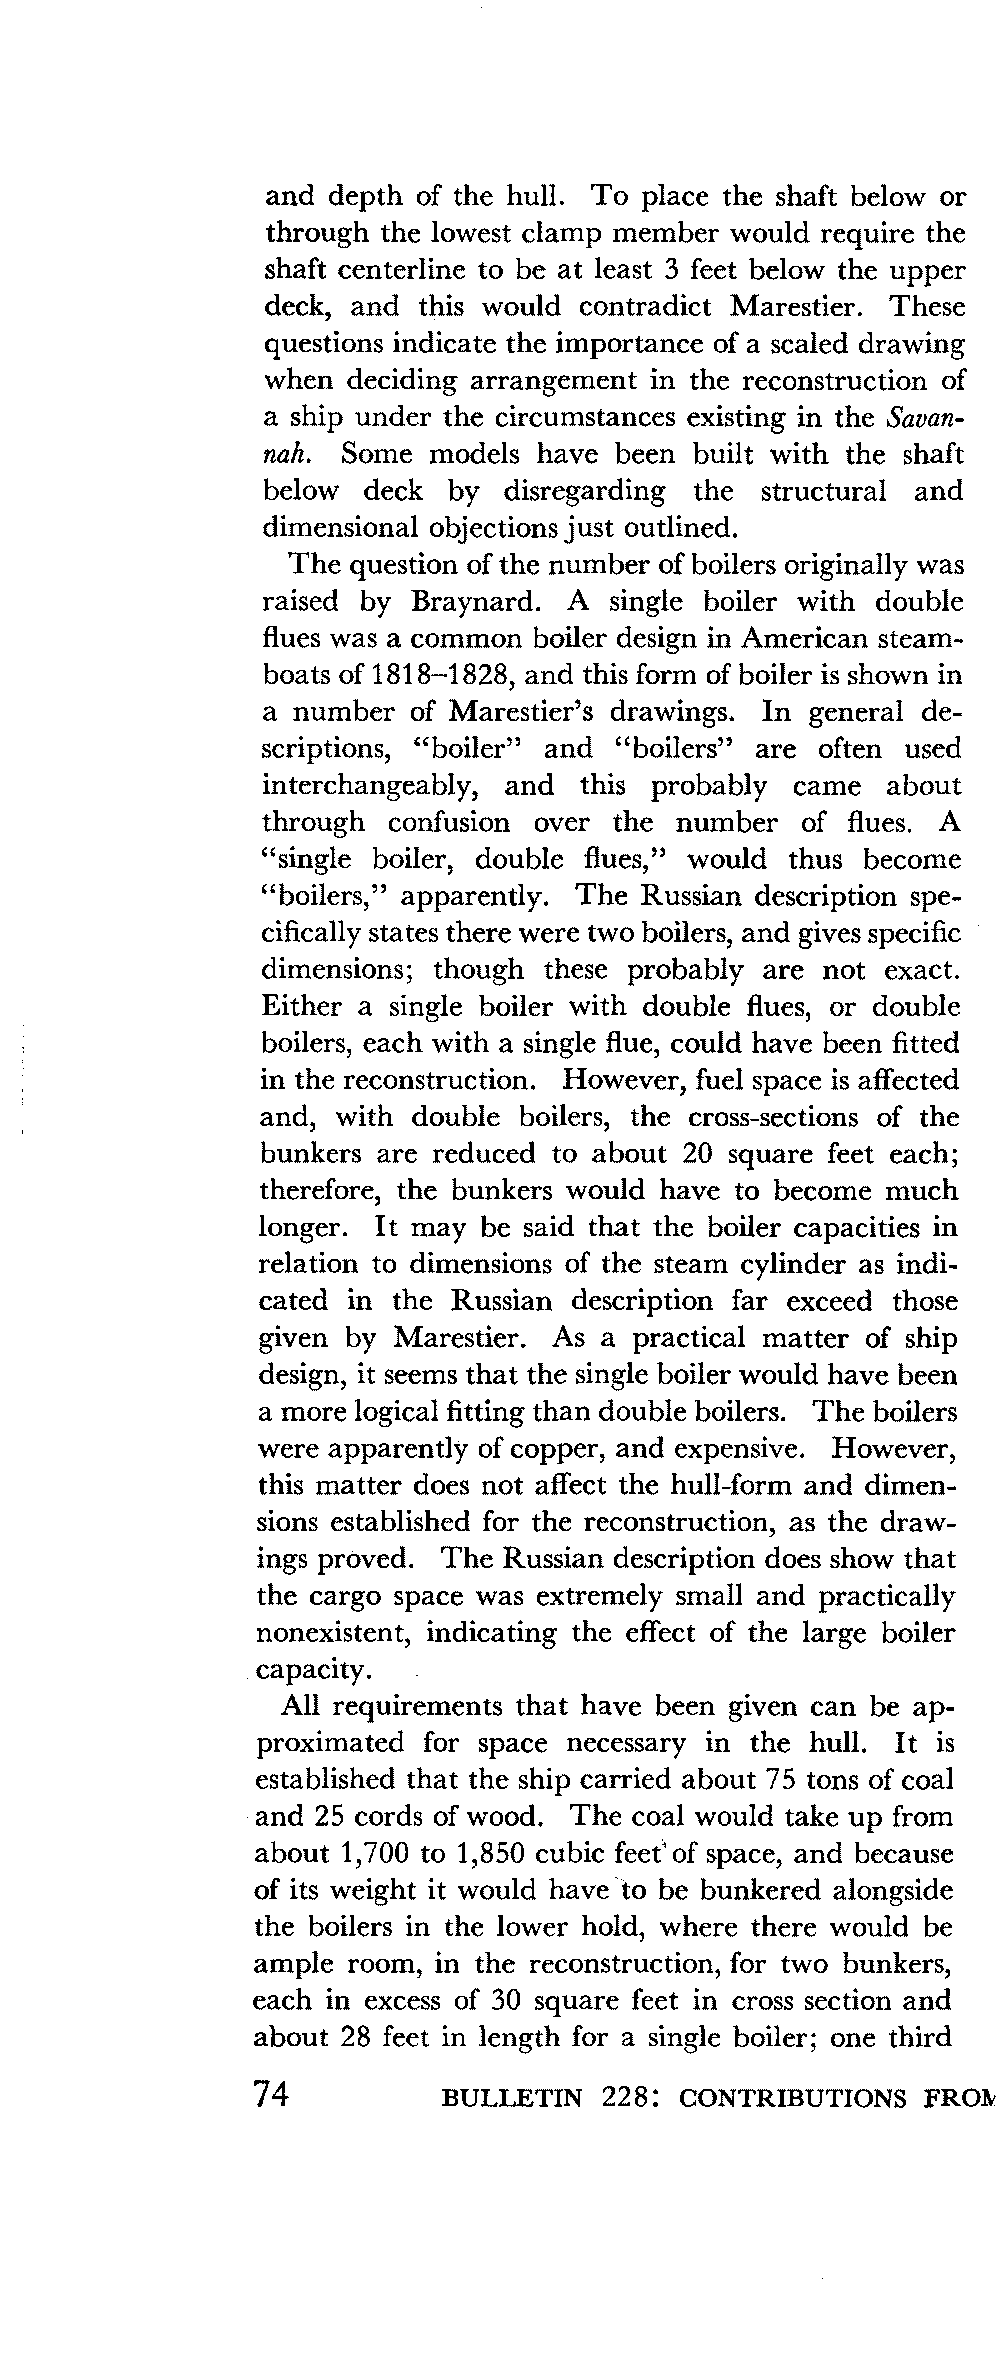 and depth of the hull. To place the shaft below or
through the lowest clamp member would require the
shaft centerline to be at least 3 feet below the upper
deck, and this would contradict Marestier. These
questions indicate the importance of a scaled drawing
when deciding arrangement in the reconstruction of
a ship under the circumstances existing in the Savan-
nah. Some models have been built with the shaft
below deck by disregarding the structural and
dimensional objections just outlined.
The question of the number of boilers originally was
raised by Braynard. A single boiler with double
flues was a common boiler design in American steam-
boats of 1818–1828, and this form of boiler is shown in
a number of Marestier's drawings. In general de-
scriptions, "boiler" and "boilers" are often used
interchangeably, and this probably came about
through confusion over the number of flues. A
"single boiler, double flues," would thus become
"boilers," apparently. The Russian description spe-
cifically states there were two boilers, and gives specific
dimensions; though these probably are not exact.
Either a single boiler with double flues, or double
boilers, each with a single flue, could have been fitted
in the reconstruction. However, fuel space is affected
and, with double boilers, the cross-sections of the
bunkers are reduced to about 20 square feet each;
therefore, the bunkers would have to become much
longer. It may be said that the boiler capacities in
relation to dimensions of the steam cylinder as indi-
cated in the Russian description far exceed those
given by Marestier. As a practical matter of ship
design, it seems that the single boiler would have been
a more logical fitting than double boilers. The boilers
were apparently of copper, and expensive. However,
this matter does not affect the hull-form and dimen-
sions established for the reconstruction, as the draw-
ings proved. The Russian description does show that
the cargo space was extremely small and practically
nonexistent, indicating the effect of the large boiler
capacity.
All requirements that have been given can be ap-
proximated for space necessary in the hull. It is
established that the ship carried about 75 tons of coal
and 25 cords of wood. The coal would take up from
about 1,700 to 1,850 cubic feet of space, and because
of its weight it would have to be bunkered alongside
the boilers in the lower hold, where there would be
ample room, in the reconstruction, for two bunkers,
each in excess of 30 square feet in cross section and
about 28 feet in length for a single boiler; one third
74 BULLETIN 228: CONTRIBUTIONS FROM